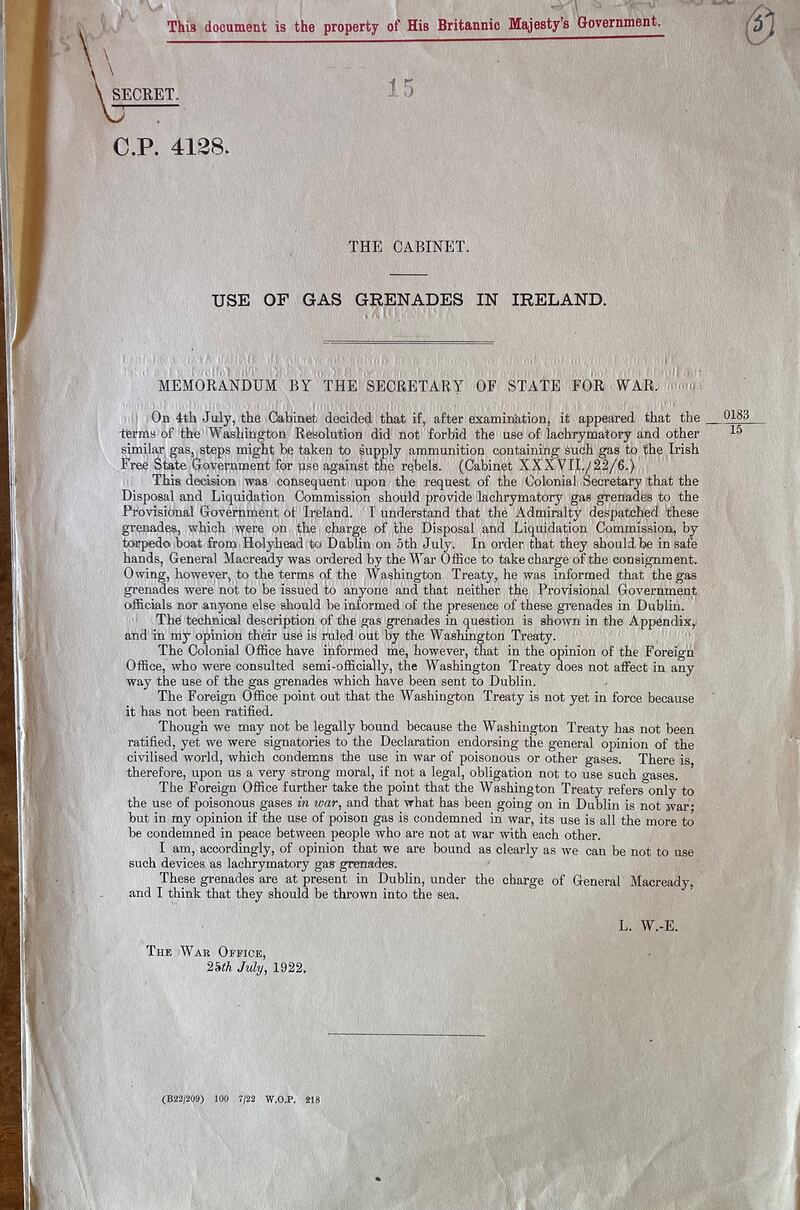 This document is the property of His Britannic Majesty's Government.
37
SECRET.
15
C.P. 4128.
THE CABINET.
USE OF GAS GRENADES IN IRELAND.
MEMORANDUM BY THE SECRETARY OF STATE FOR WAR.
On 4th July, the Cabinet decided that if, after examination, it appeared that the
0183
15
terms of the Washington Resolution did not forbid the use of lachrymatory and other
similar gas, steps might be taken to supply ammunition containing such gas to the Irish
Free State Government for use against the rebels. (Cabinet XXXVII./22/6.)
This decision was consequent upon the request of the Colonial Secretary that the
Disposal and Liquidation Commission should provide lachrymatory gas grenades to the
Provisional Government of Ireland. I understand that the Admiralty despatched these
grenades, which were on the charge of the Disposal and Liquidation Commission, by
torpedo boat from Holyhead to Dublin on 5th July. In order that they should be in safe
hands, General Macready was ordered by the War Office to take charge of the consignment.
Owing, however, to the terms of the Washington Treaty, he was informed that the gas
grenades were not to be issued to anyone and that neither the Provisional Government
officials nor anyone else should be informed of the presence of these grenades in Dublin.
The technical description of the gas grenades in question is shown in the Appendix,
and in my opinion their use is ruled out by the Washington Treaty.
The Colonial Office have informed me, however, that in the opinion of the Foreign
Office, who were consulted semi-officially, the Washington Treaty does not affect in any
way the use of the gas grenades which have been sent to Dublin.
The Foreign Office point out that the Washington Treaty is not yet in force because
it has not been ratified.
Though we may not be legally bound because the Washington Treaty has not been
ratified, yet we were signatories to the Declaration endorsing the general opinion of the
civilised world, which condemns the use in war of poisonous or other gases. There is,
therefore, upon us a very strong moral, if not a legal, obligation not to use such gases.
The Foreign Office further take the point that the Washington Treaty refers only to
the use of poisonous gases in war, and that what has been going on in Dublin is not war;
but in my opinion if the use of poison gas is condemned in war, its use is all the more to
be condemned in peace between people who are not at war with each other.
I am, accordingly, of opinion that we are bound as clearly as we can be not to use
such devices as lachrymatory gas grenades.
These grenades are at present in Dublin, under the charge of General Macready,
and I think that they should be thrown into the sea.
L. W.-E.
THE WAR OFFICE,
25th July, 1922.
(B22/209) 100 7/22 W.O.P. 218